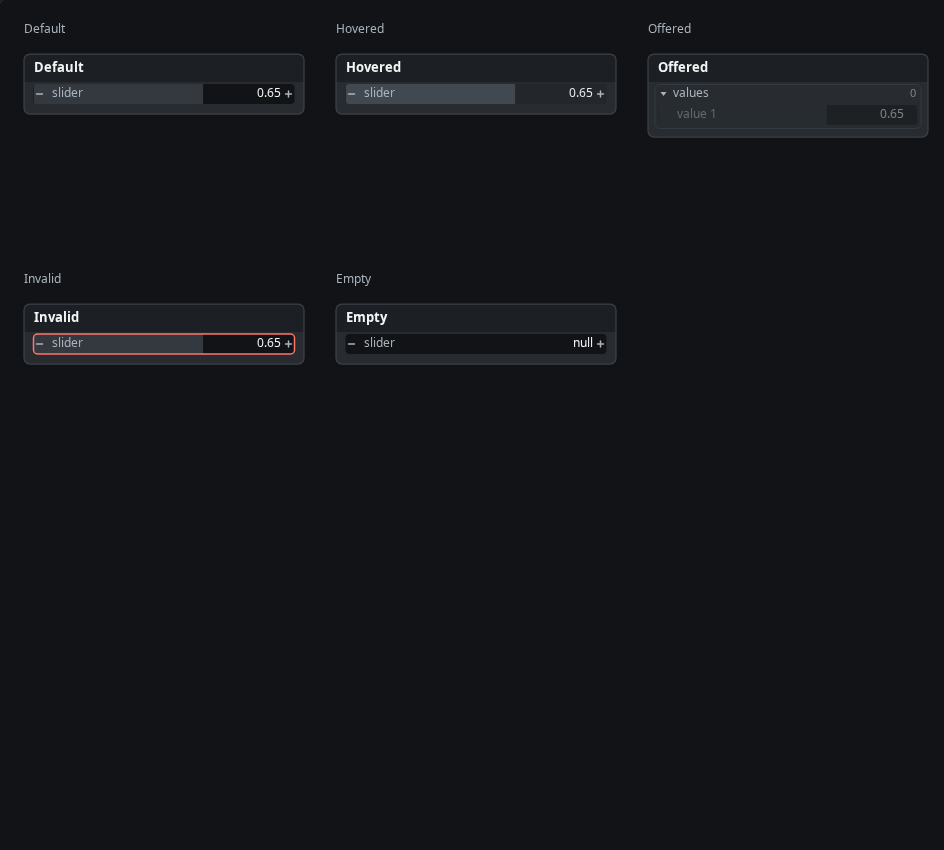 Default
Hovered
Offered
Default
Hovered
Offered
slider 0.65
slider 0.65
values 0
value 1 0.65
Invalid
Empty
Invalid
Empty
slider 0.65
slider null